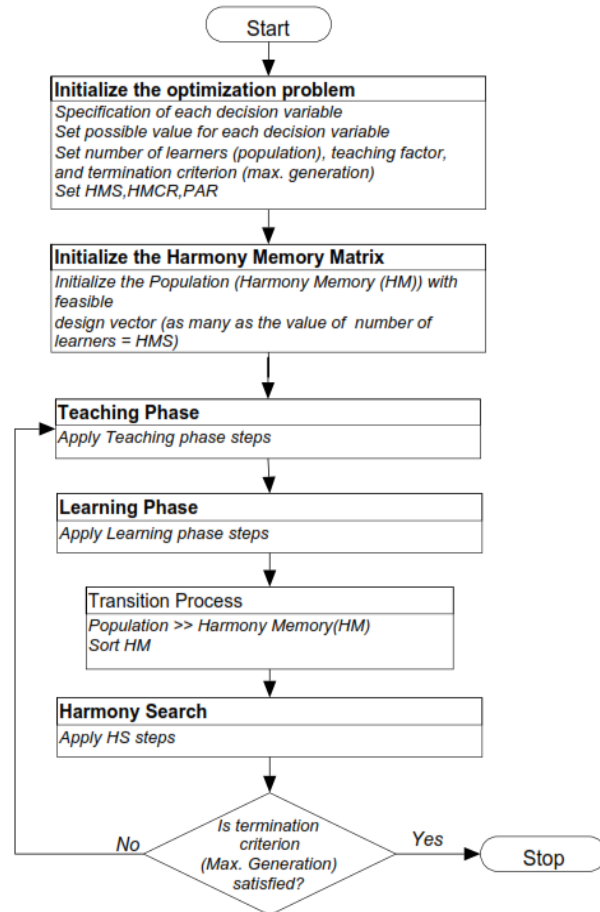 Start
Initialize the optimization problem
Specification of each decision variable
Set possible value for each decision variable
Set number of learners (population), teaching factor,
and termination criterion (max. generation)
Set HMS,HMCR,PAR
Initialize the Harmony Memory Matrix
Initialize the Population (Harmony Memory (HM)) with
feasible
design vector (as many as the value of number of
learners = HMS)
Teaching Phase
Apply Teaching phase steps
Learning Phase
Apply Learning phase steps
Transition Process
Population >> Harmony Memory(HM)
Sort HM
Harmony Search
Apply HS steps
Is termination
criterion
(Max. Generation)
satisfied?
No
Yes
Stop